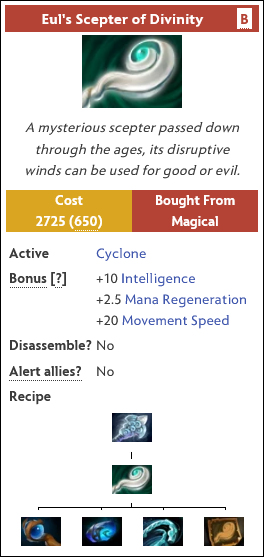 Eul's Scepter of Divinity B
A mysterious scepter passed down
through the ages, its disruptive
winds can be used for good or evil.
Cost
2725 (650)
Bought From
Magical
Active Cyclone
Bonus [?] +10 Intelligence
+2.5 Mana Regeneration
+20 Movement Speed
Disassemble? No
Alert allies? No
Recipe